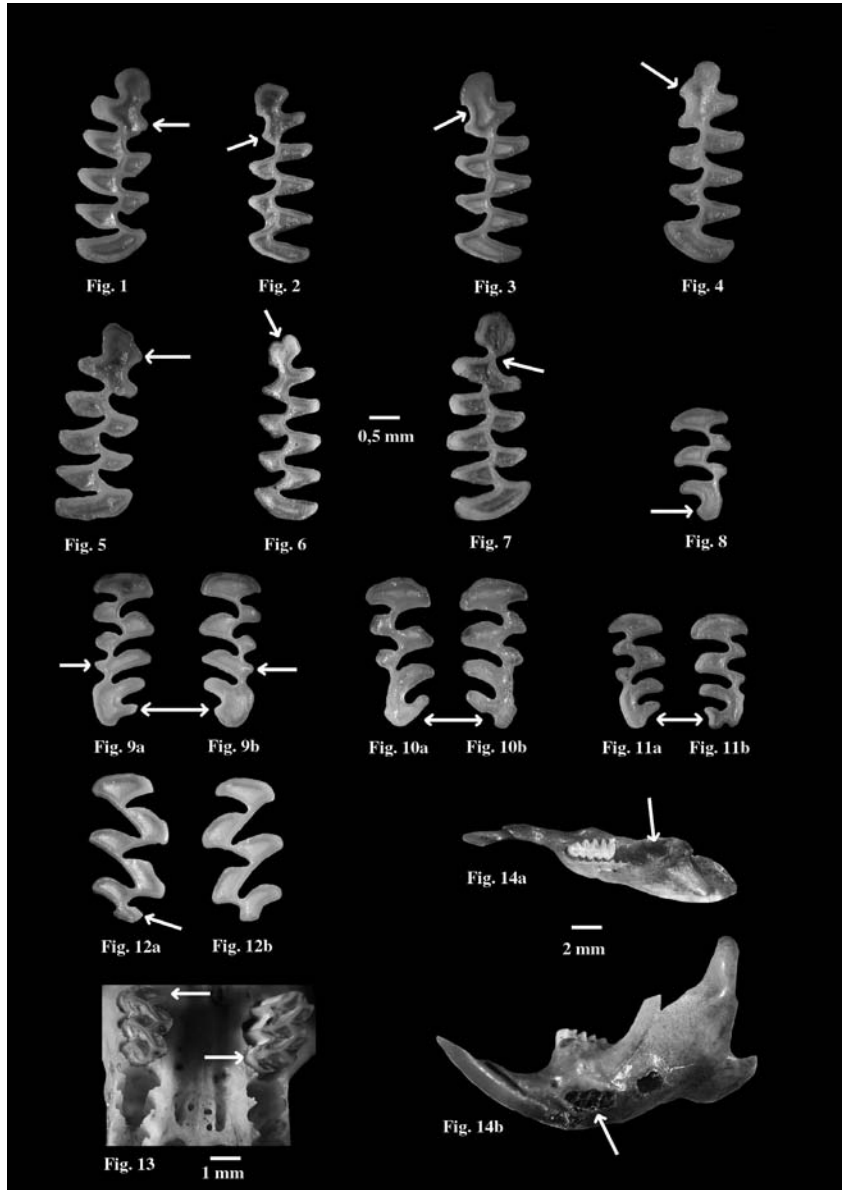 Fig. 1
Fig. 2
Fig. 3
Fig. 4
Fig. 5
Fig. 6
0,5 mm
Fig. 7
Fig. 8
Fig. 9a
Fig. 9b
Fig. 10a
Fig. 10b
Fig. 11a
Fig. 11b
Fig. 12a
Fig. 12b
Fig. 14a
2 mm
Fig. 13
1 mm
Fig. 14b